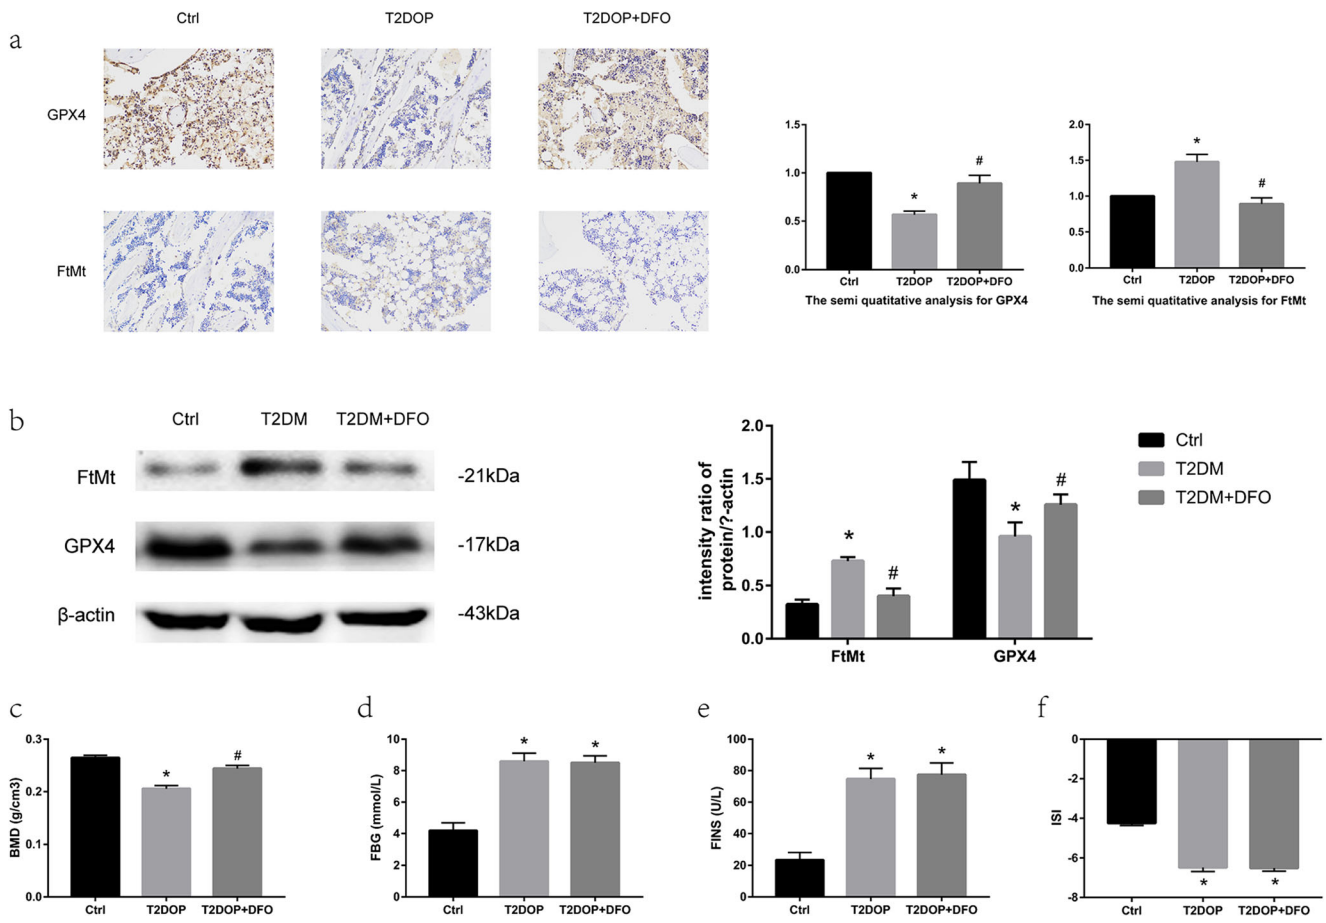 Ctrl T2DOP T2DOP+DFO
a
GPX4
FtMt
1.5
1.0
0.5
0.0
*
#
Ctrl T2DOP T2DOP+DFO
The semi quatitative analysis for GPX4
2.0
1.5
1.0
0.5
0.0
*
#
Ctrl T2DOP T2DOP+DFO
The semi quatitative analysis for FtMt
b
Ctrl T2DM T2DM+DFO
FtMt -21kDa
GPX4 -17kDa
β-actin -43kDa
intensity ratio of
protein/?-actin
2.0
1.5
1.0
0.5
0.0
*
#
*
#
FtMt GPX4
Ctrl
T2DM
T2DM+DFO
c
BMD (g/cm3)
0.3
0.2
0.1
0.0
*
#
Ctrl T2DOP T2DOP+DFO
d
FBG (mmol/L)
10
8
6
4
2
0
* *
Ctrl T2DOP T2DOP+DFO
e
FINS (U/L)
100
80
60
40
20
0
* *
Ctrl T2DOP T2DOP+DFO
f
ISI
0
-2
-4
-6
-8
* *
Ctrl T2DOP T2DOP+DFO